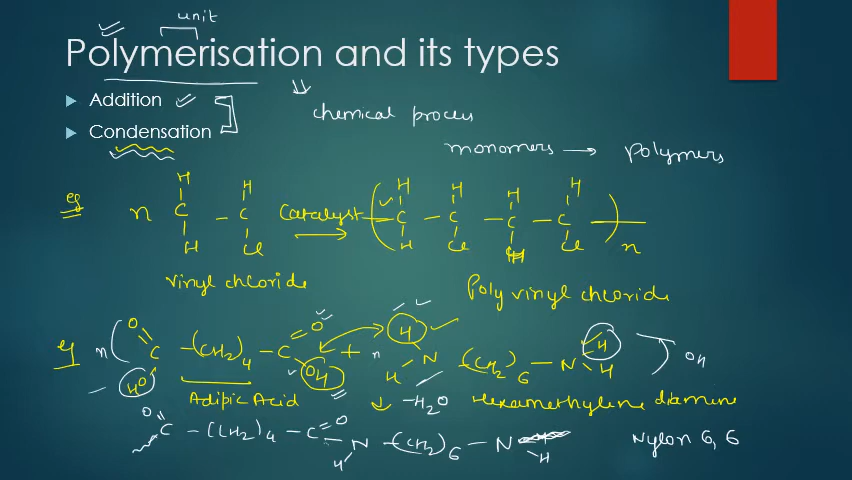 unit
Polymerisation and its types
Addition
Condensation
chemical process
monomers → polymers
eg
H H H H H H
n C – C Catalyst → ( C – C – C – C ) n
H Cl H Cl H Cl
Vinyl chloride
Poly vinyl chloride
eg
n ( O C –(CH2)4 – C O + n H N (CH2)6 – N H ) on
HO OH H H
Adipic Acid
-H2O
Hexamethylene diamine
O C – (CH2)4 – C = O N –(CH2)6 – N
H H
Nylon 6, 6